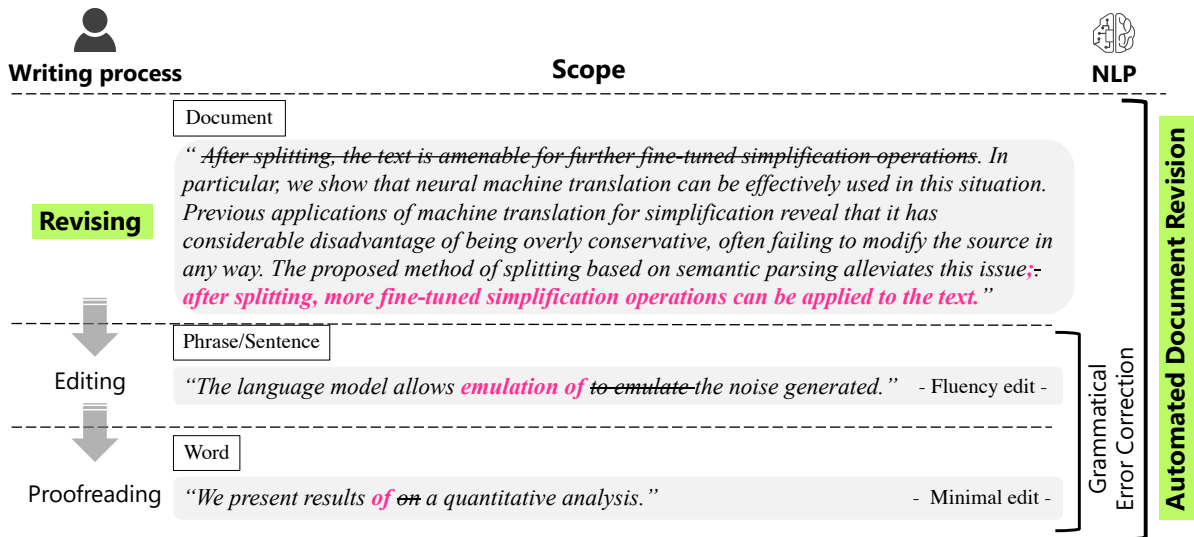 Writing process
Scope
NLP
Document
“ After splitting, the text is amenable for further fine-tuned simplification operations. In
particular, we show that neural machine translation can be effectively used in this situation.
Previous applications of machine translation for simplification reveal that it has
considerable disadvantage of being overly conservative, often failing to modify the source in
any way. The proposed method of splitting based on semantic parsing alleviates this issue;.
after splitting, more fine-tuned simplification operations can be applied to the text.”
Revising
Phrase/Sentence
Editing
“The language model allows emulation of to emulate the noise generated.” - Fluency edit -
Word
Proofreading
“We present results of on a quantitative analysis.” - Minimal edit -
Grammatical
Error Correction
Automated Document Revision